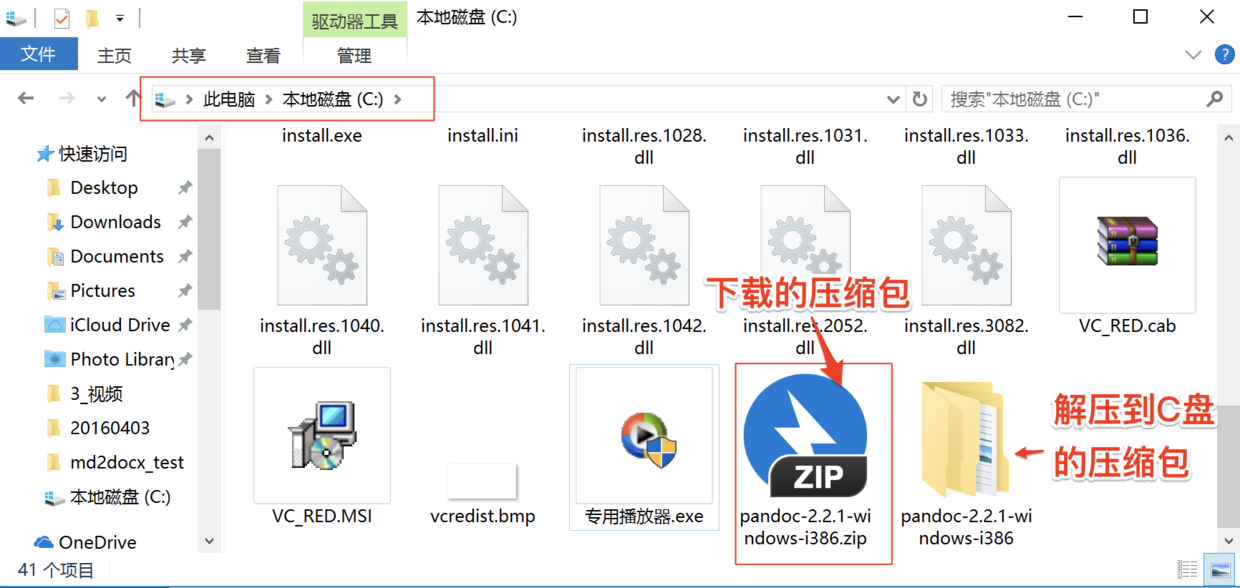 驱动器工具
本地磁盘 (C:)
文件
主页
共享
查看
管理
?
此电脑
本地磁盘 (C:)
搜索"本地磁盘 (C:)"
快速访问
Desktop
Downloads
Documents
Pictures
iCloud Drive
Photo Library
3_视频
20160403
md2docx_test
本地磁盘 (C:)
OneDrive
install.exe
install.ini
install.res.1028.
dll
install.res.1031.
dll
install.res.1033.
dll
install.res.1036.
dll
install.res.1040.
dll
install.res.1041.
dll
install.res.1042.
dll
下载的压缩包
install.res.2052.
dll
install.res.3082.
dll
VC_RED.cab
VC_RED.MSI
vcredist.bmp
专用播放器.exe
ZIP
pandoc-2.2.1-wi
ndows-i386.zip
pandoc-2.2.1-wi
ndows-i386
解压到C盘
的压缩包
41 个项目